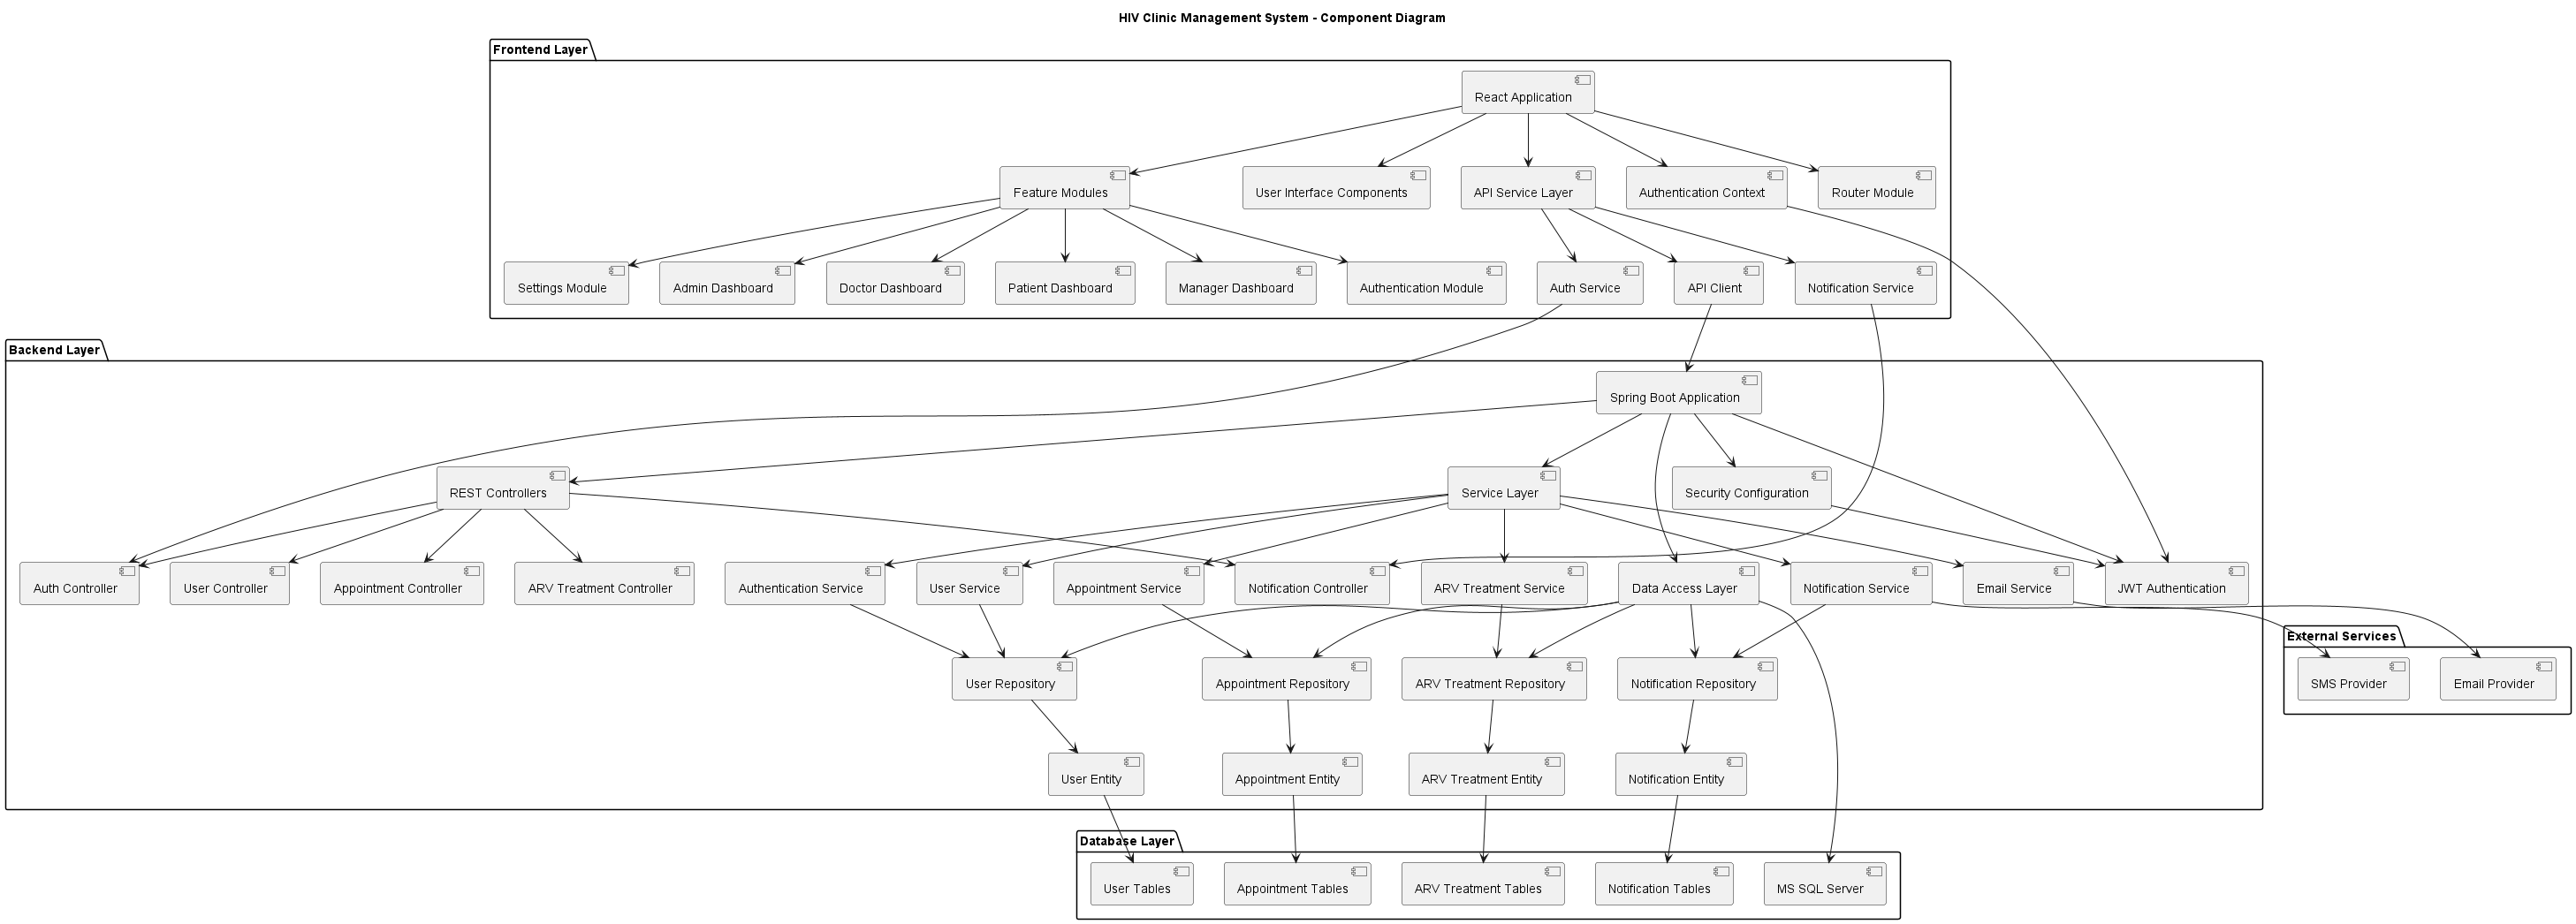 HIV Clinic Management System - Component Diagram
Frontend Layer
React Application
Feature Modules
User Interface Components
API Service Layer
Authentication Context
Router Module
Settings Module
Admin Dashboard
Doctor Dashboard
Patient Dashboard
Manager Dashboard
Authentication Module
Auth Service
API Client
Notification Service
Backend Layer
Spring Boot Application
REST Controllers
Service Layer
Security Configuration
Auth Controller
User Controller
Appointment Controller
ARV Treatment Controller
Authentication Service
User Service
Appointment Service
Notification Controller
ARV Treatment Service
Data Access Layer
Notification Service
Email Service
JWT Authentication
External Services
User Repository
Appointment Repository
ARV Treatment Repository
Notification Repository
SMS Provider
Email Provider
User Entity
Appointment Entity
ARV Treatment Entity
Notification Entity
Database Layer
User Tables
Appointment Tables
ARV Treatment Tables
Notification Tables
MS SQL Server